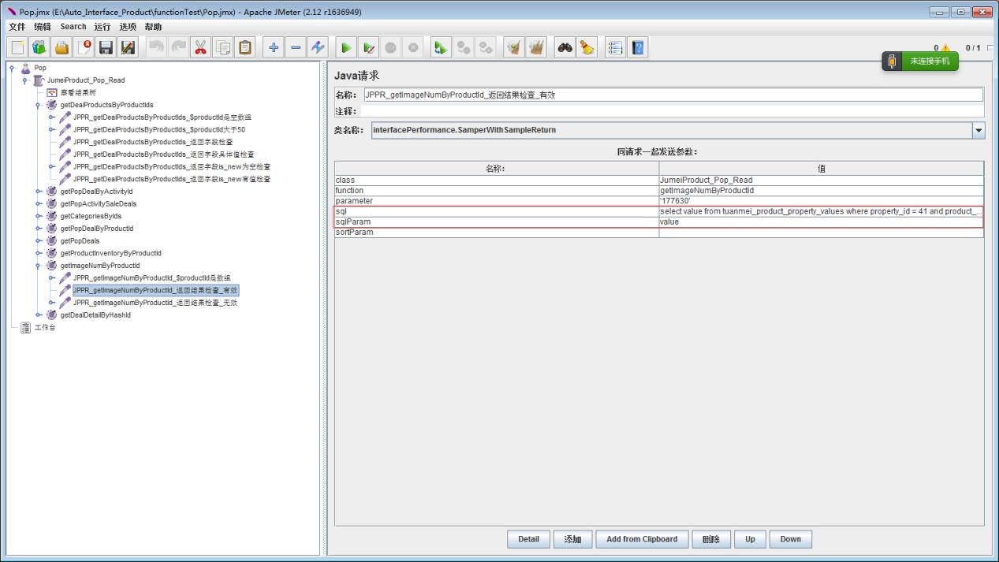 Pop.jmx (E:\Auto_Interface_Product\functionTest\Pop.jmx) - Apache JMeter (2.12 r1636949)
文件 编辑 Search 运行 选项 帮助
0 0 / 1
未连接手机
Pop
JumeiProduct_Pop_Read
察看结果树
getDealProductsByProductIds
JPPR_getDealProductsByProductIds_$productId是空数组
JPPR_getDealProductsByProductIds_$productId大于50
JPPR_getDealProductsByProductIds_返回字段检查
JPPR_getDealProductsByProductIds_返回字段具体值检查
JPPR_getDealProductsByProductIds_返回字段is_new为空检查
JPPR_getDealProductsByProductIds_返回字段is_new有值检查
getPopDealByActivityId
getPopActivitySaleDeals
getCategoriesByIds
getPopDealByProductId
getPopDeals
getProductInventoryByProductId
getImageNumByProductId
JPPR_getImageNumByProductId_$productId是数组
JPPR_getImageNumByProductId_返回结果检查_有效
JPPR_getImageNumByProductId_返回结果检查_无效
getDealDetailByHashId
工作台
Java请求
名称： JPPR_getImageNumByProductId_返回结果检查_有效
注释：
类名称： interfacePerformance.SamperWithSampleReturn
同请求一起发送参数：
名称： 值
class JumeiProduct_Pop_Read
function getImageNumByProductId
parameter '177630'
sql select value from tuanmei_product_property_values where property_id = 41 and product_...
sqlParam value
sortParam
Detail 添加 Add from Clipboard 删除 Up Down